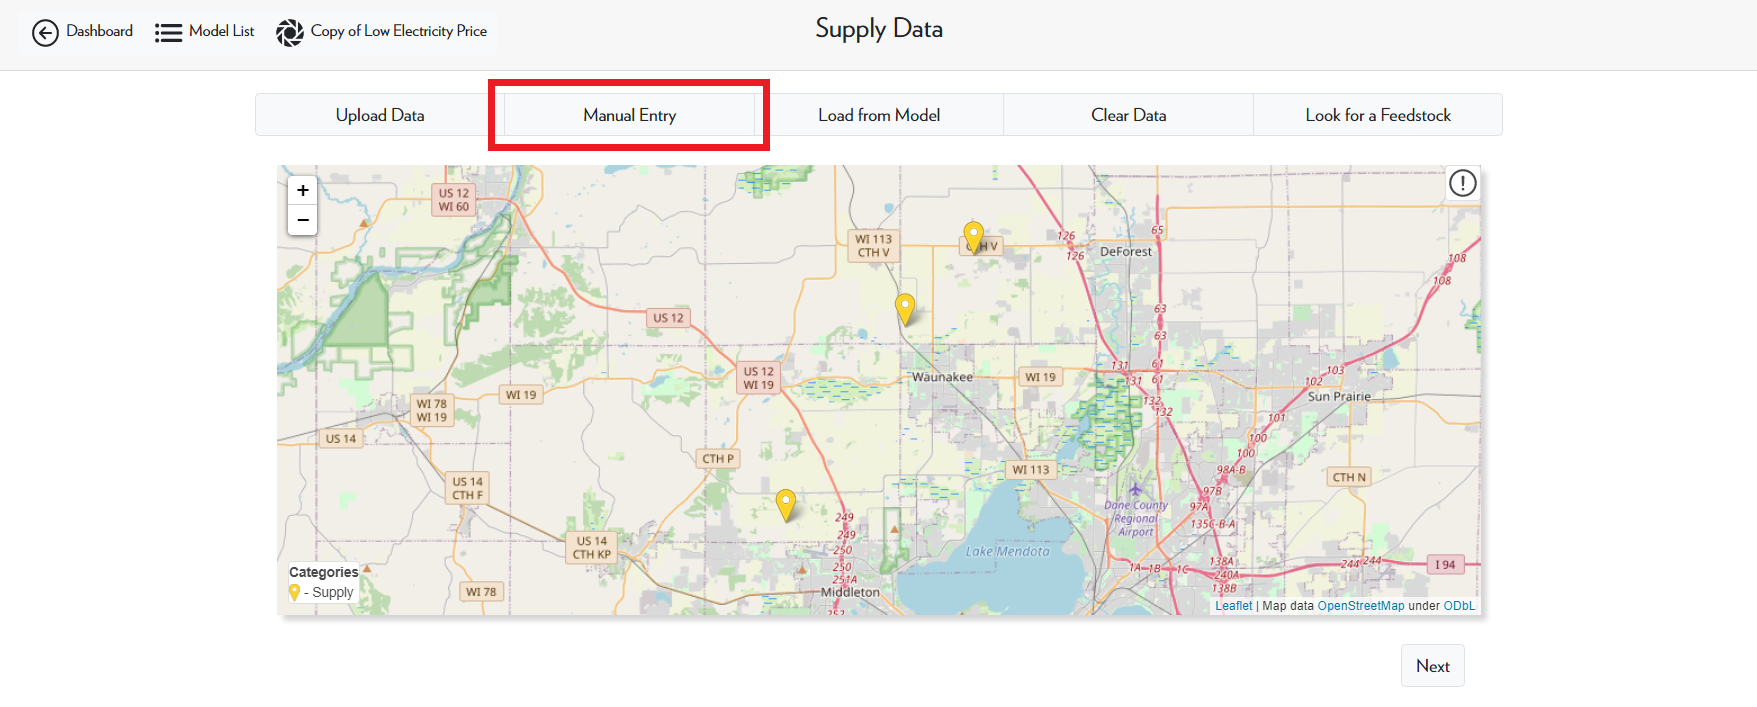 Dashboard
Model List
Copy of Low Electricity Price
Supply Data
Upload Data
Manual Entry
Load from Model
Clear Data
Look for a Feedstock
+
−
!
US 12
WI 60
WI 113
CTH V
CTH V
126
126
DeForest
65
108
108
US 12
63
63
US 12
WI 19
Waunakee
WI 19
131
131
61
61
103
102
Sun Prairie
WI 19
WI 78
WI 19
132
132
101
US 14
100
100
CTH P
WI 113
98A-B
CTH N
US 14
CTH F
97B
97A
Dane County
Regional
Airport
135C-B-A
249
249
250
250
251A
252
US 14
CTH KP
Lake Mendota
138A
240A
138B
1A
1B
1C
244
244
I 94
Categories
- Supply
WI 78
Middleton
Leaflet | Map data OpenStreetMap under ODbL
Next